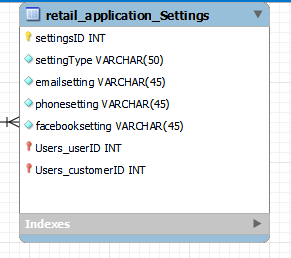 retail_application_Settings
settingsID INT
settingType VARCHAR(50)
emailsetting VARCHAR(45)
phonesetting VARCHAR(45)
facebooksetting VARCHAR(45)
Users_userID INT
Users_customerID INT
Indexes